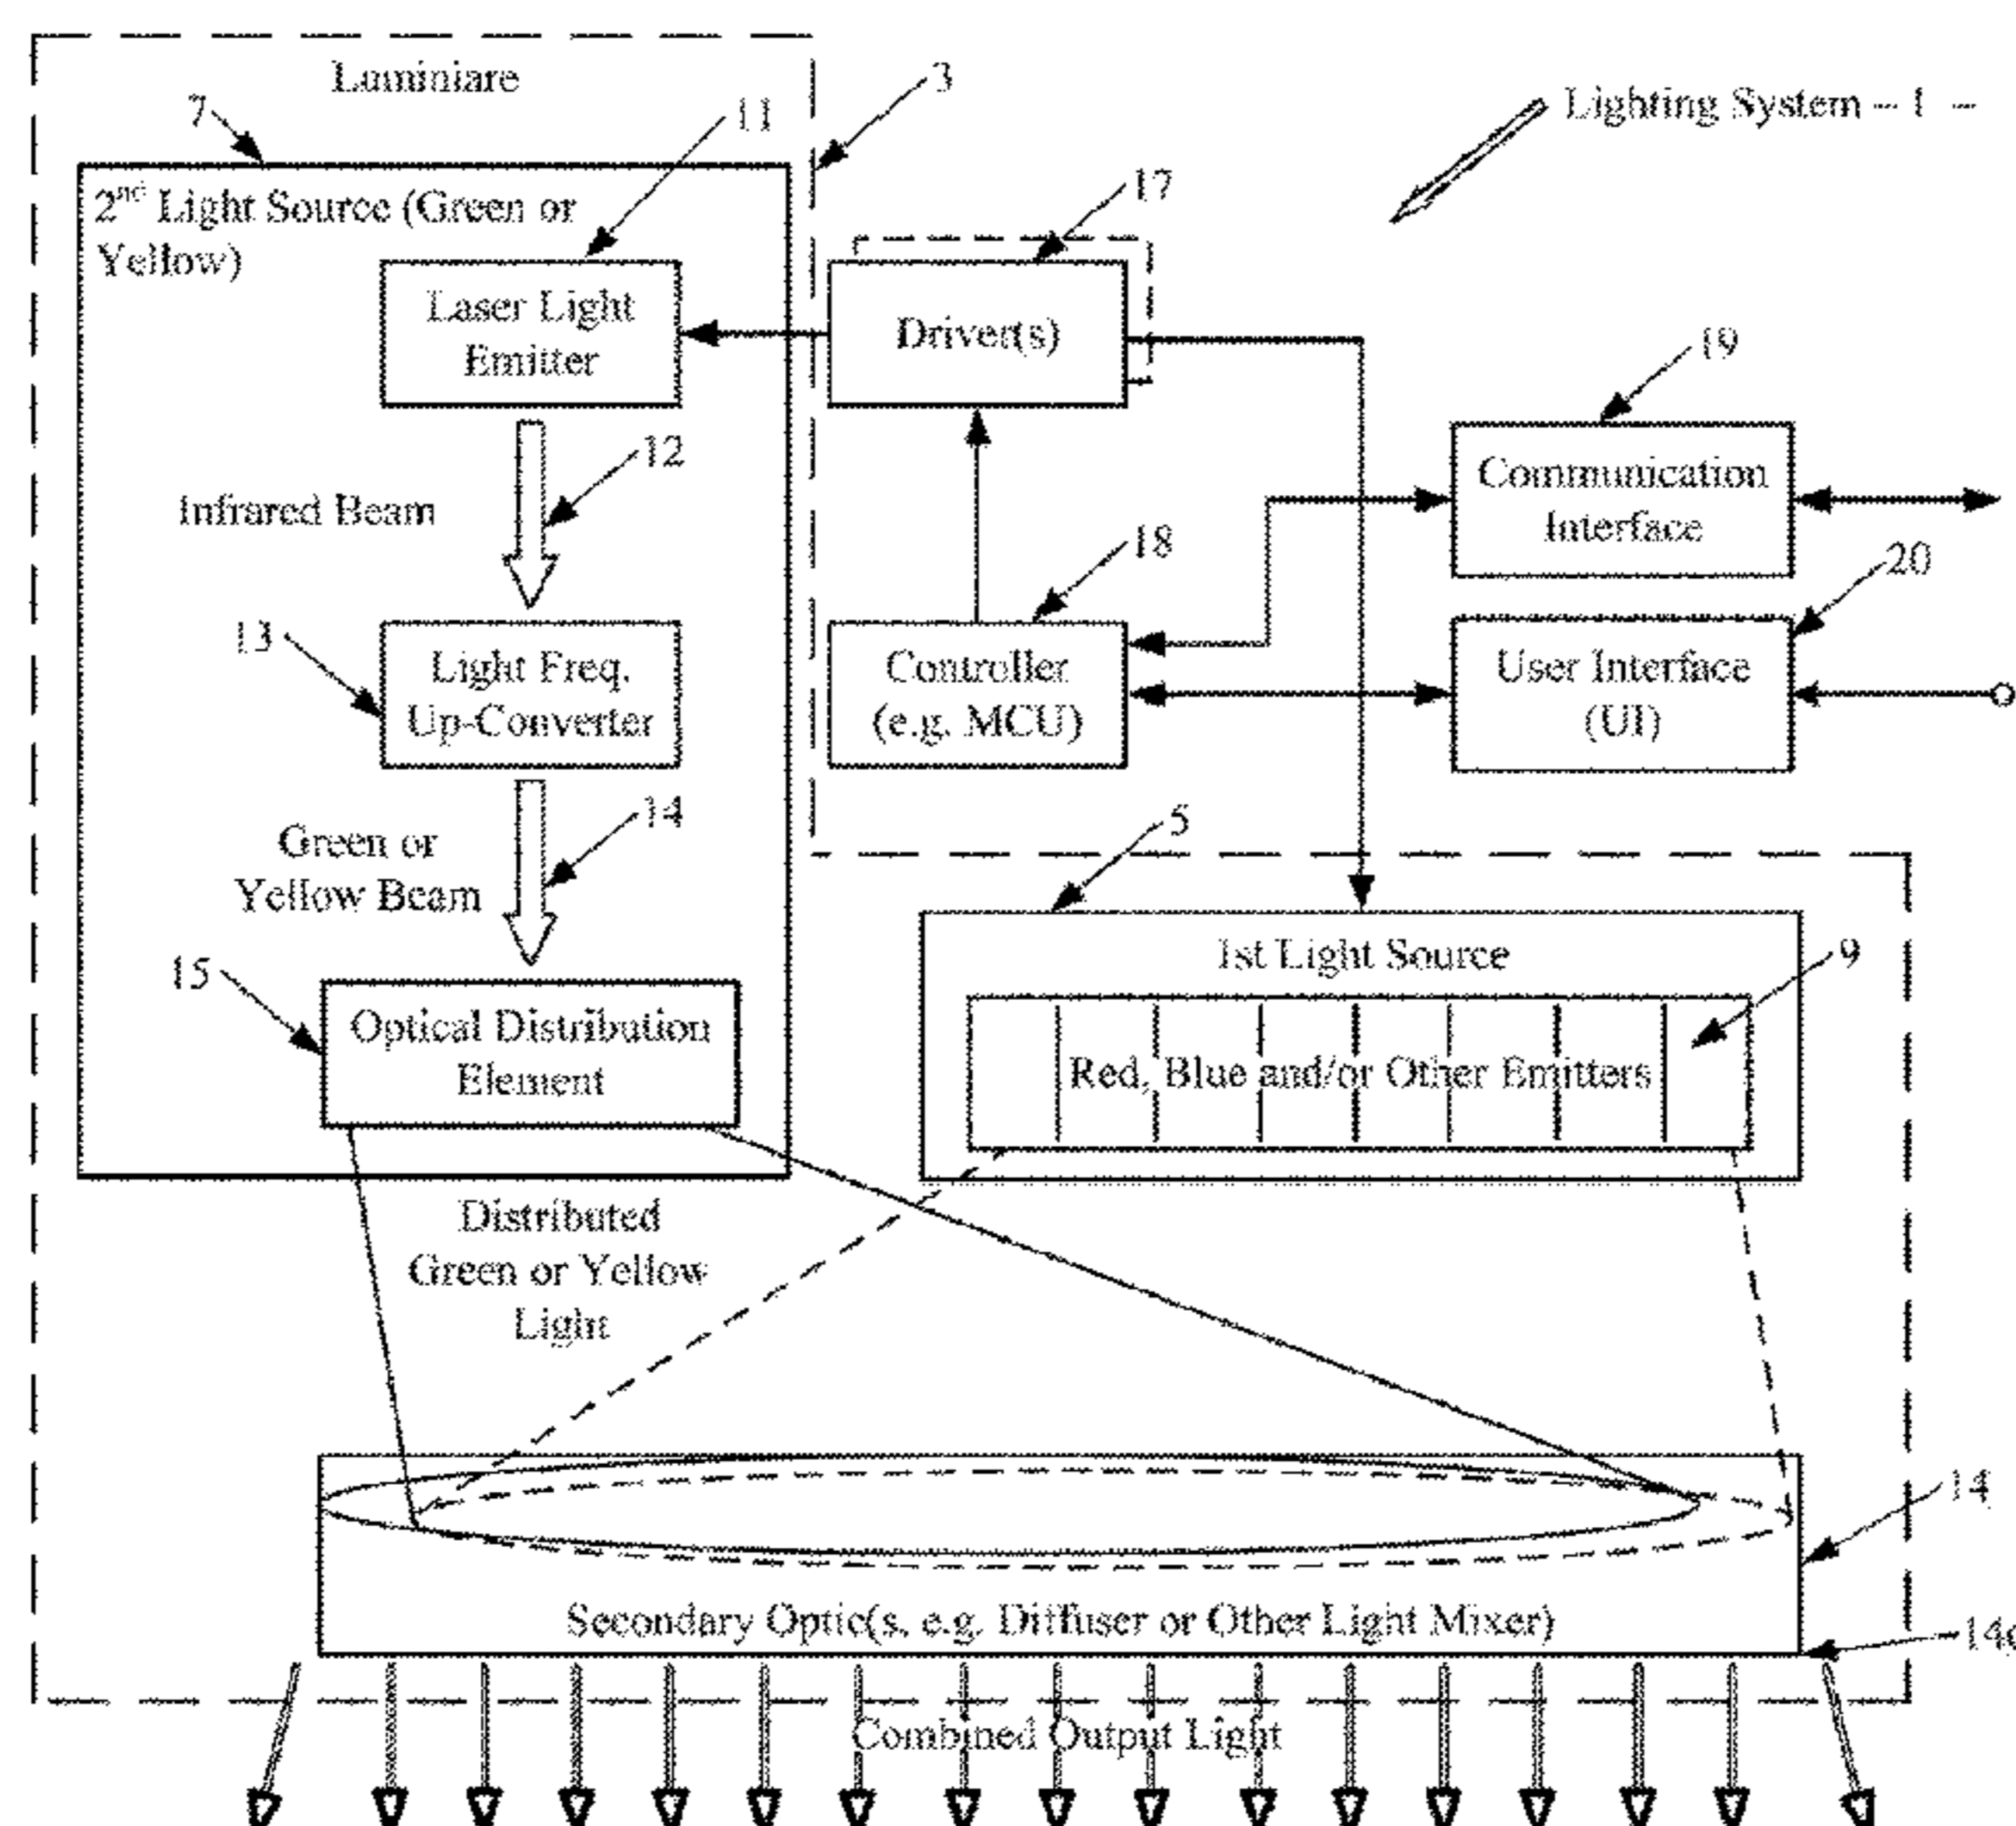 Luminiare
3
Lighting System – 1 –
7
11
17
2nd Light Source (Green or
Yellow)
Laser Light
Emitter
Driver(s)
19
12
Communication
Interface
Infrared Beam
18
20
13
Light Freq.
Up-Converter
Controller
(e.g. MCU)
User Interface
(UI)
14
5
Green or
Yellow Beam
1st Light Source
9
15
Optical Distribution
Element
Red, Blue and/or Other Emitters
Distributed
Green or Yellow
Light
14
Secondary Optic(s, e.g. Diffuser or Other Light Mixer)
Combined Output Light